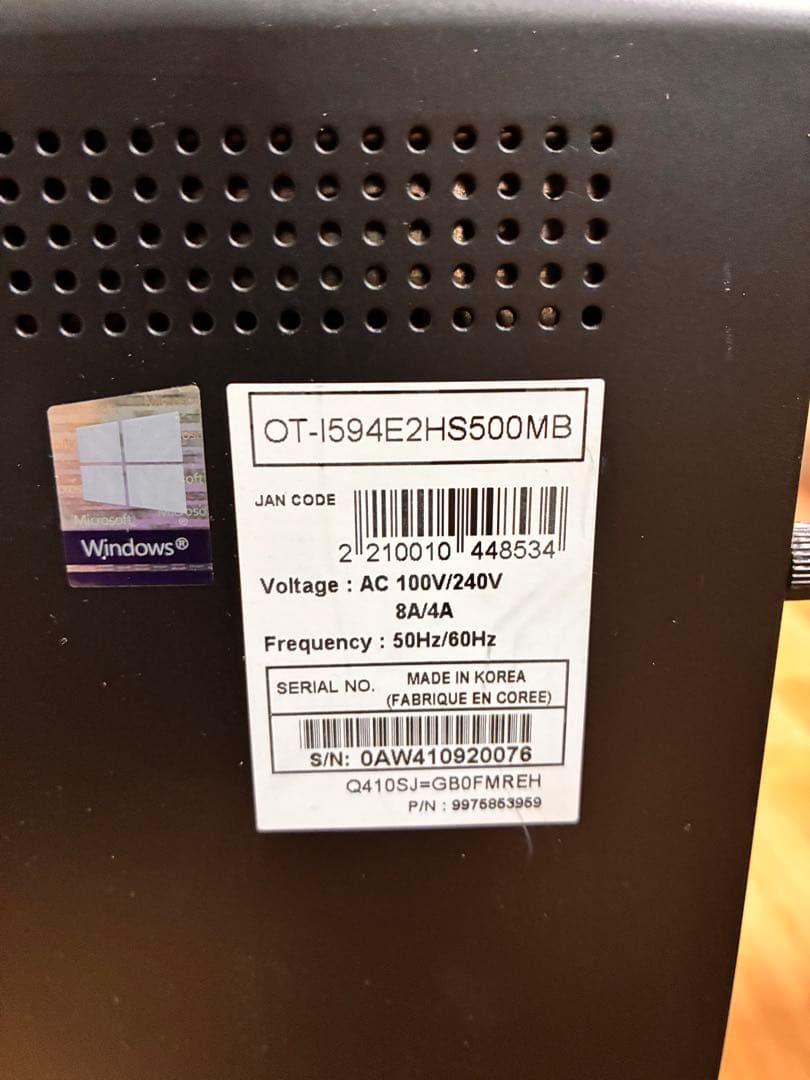 OT-I594E2HS500MB
JAN CODE
2 210010 448534
Voltage : AC 100V/240V
8A/4A
Frequency : 50Hz/60Hz
SERIAL NO.
MADE IN KOREA
(FABRIQUE EN COREE)
S/N: 0AW410920076
Q410SJ=GB0FMREH
P/N : 9975853959
Microsoft
Windows®